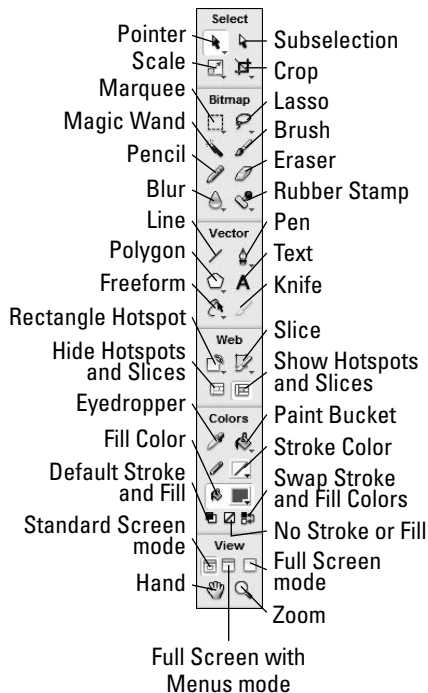 Select
Pointer
Subselection
Scale
Crop
Bitmap
Marquee
Lasso
Magic Wand
Brush
Pencil
Eraser
Blur
Rubber Stamp
Vector
Line
Pen
Polygon
A
Text
Freeform
Knife
Web
Rectangle Hotspot
Slice
Hide Hotspots
and Slices
Show Hotspots
and Slices
Colors
Eyedropper
Paint Bucket
Fill Color
Stroke Color
Default Stroke
and Fill
Swap Stroke
and Fill Colors
No Stroke or Fill
View
Standard Screen
mode
Full Screen
mode
Hand
Zoom
Full Screen with
Menus mode